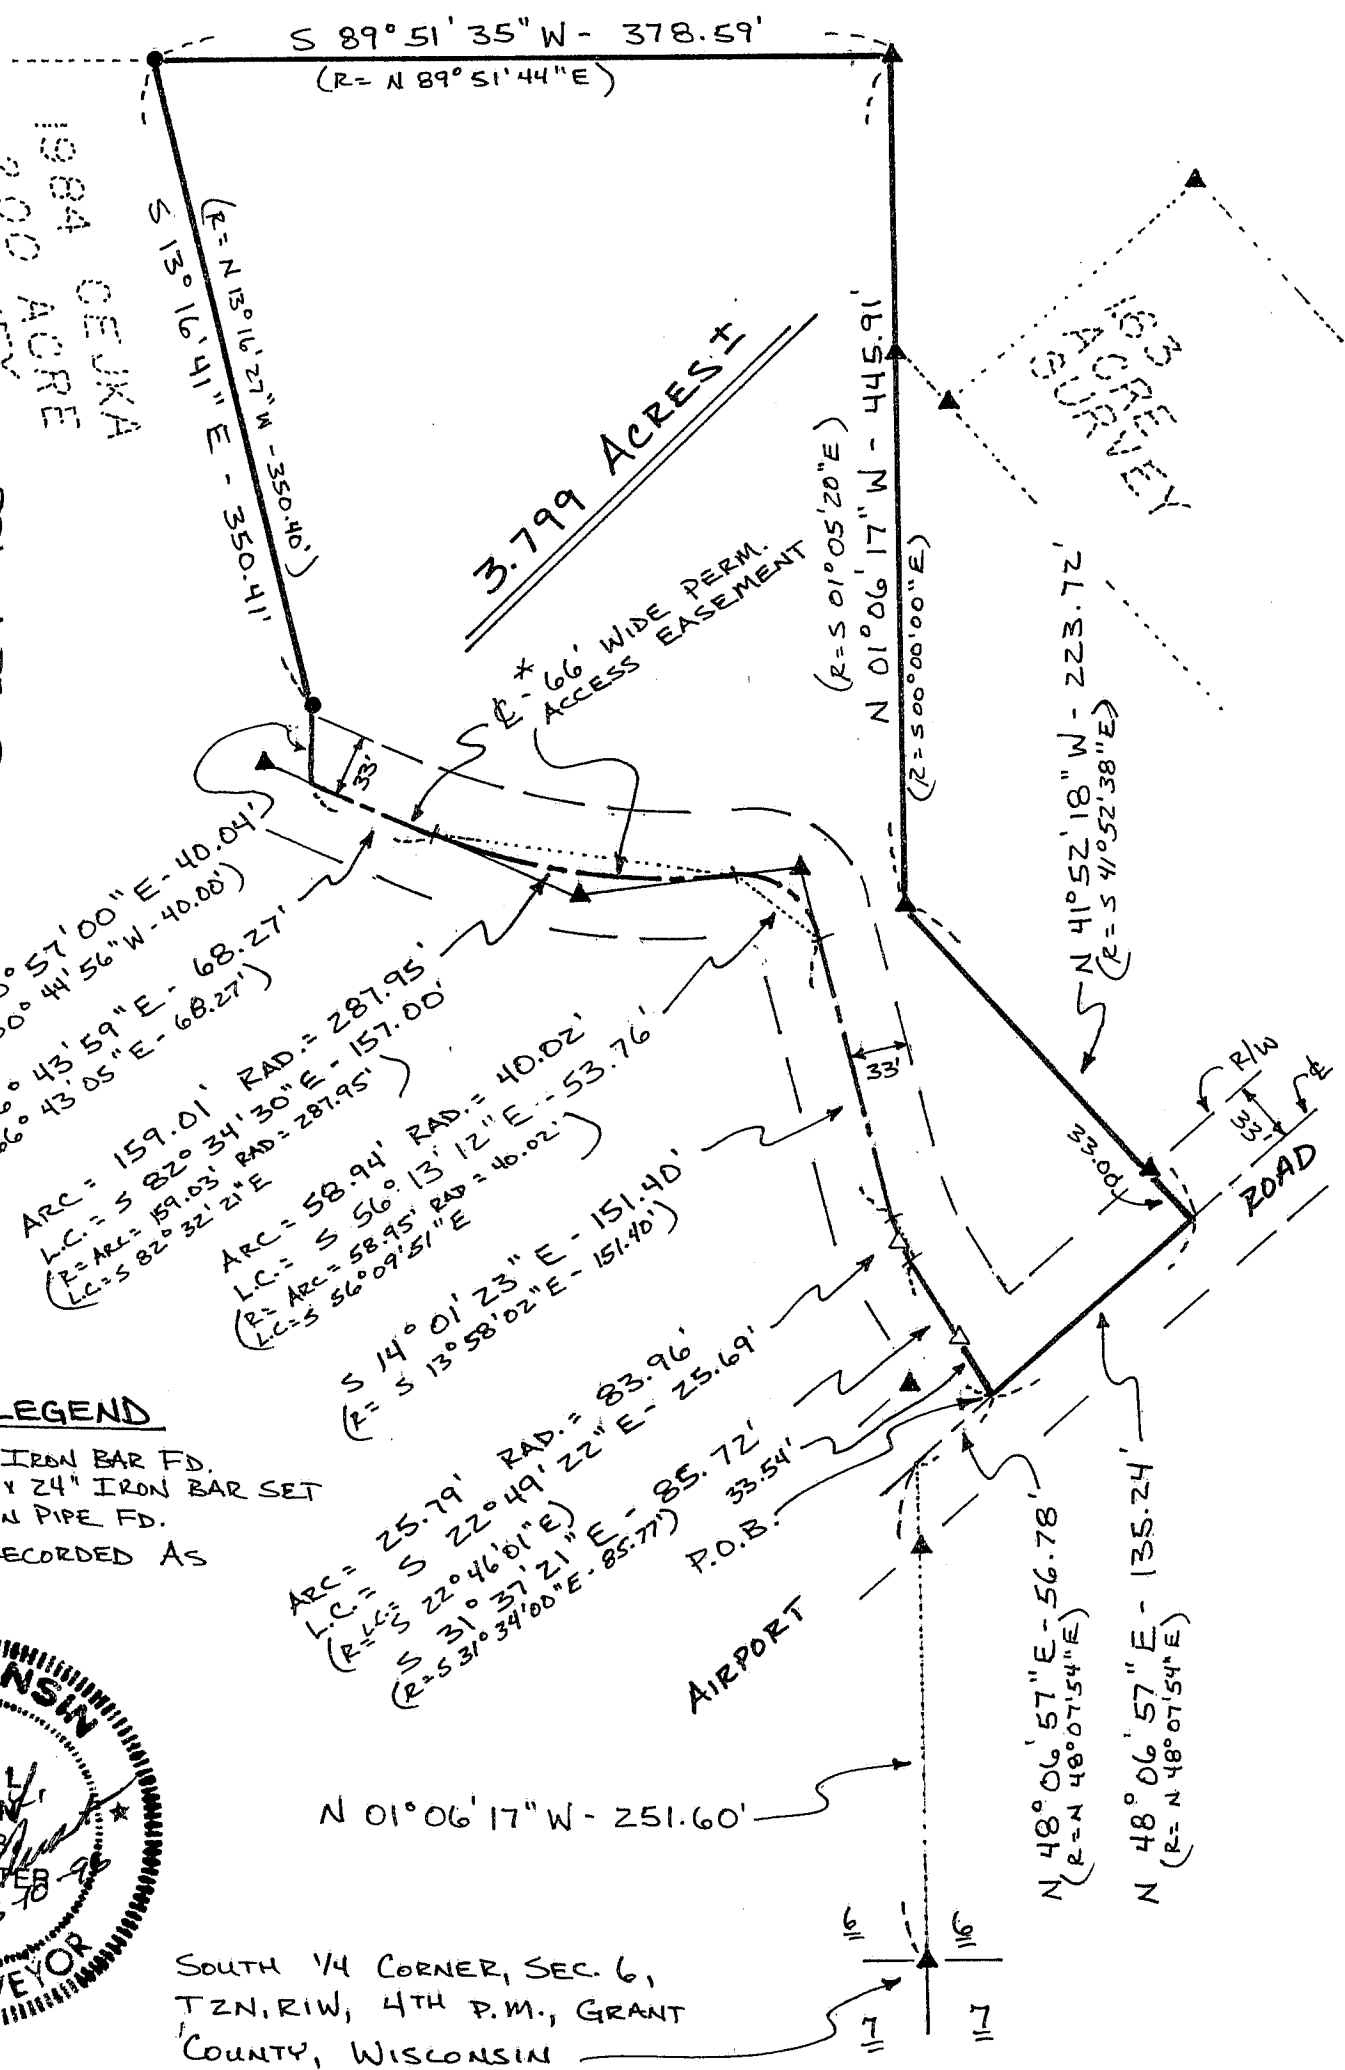 S 89° 51' 35" W - 378.59'
(R= N 89° 51' 44" E)
1984 CEJKA
2.00 ACRE
(R= N 13° 16' 27" W - 350.40')
S 13° 16' 41" E - 350.41'
3.799 ACRES ±
1.63
ACRE
SURVEY
(R= S 01° 05' 20" E)
N 01° 06' 17" W - 445.91'
(R= S 00° 00' 00" E)
℄ * - 66' WIDE PERM.
ACCESS EASEMENT
33'
N 41° 52' 18" W - 223.72'
(R= S 41° 52' 38" E)
33'
R/W
℄
33'
33.00'
ROAD
57' 00" E - 40.04'
44' 56" W - 40.00')
43' 59" E - 68.27'
43' 05" E - 68.27')
ARC = 159.01' RAD. = 287.95'
L.C. = S 82° 34' 30" E - 157.00'
(R= ARC = 159.03' RAD = 287.95')
L.C. = S 82° 32' 21" E
ARC = 58.94' RAD. = 40.02'
L.C. = S 56° 13' 12" E - 53.76'
(R= ARC = 58.95' RAD = 40.02')
L.C. = S 56° 09' 51" E
S 14° 01' 23" E - 151.40'
(R= S 13° 58' 02" E - 151.40')
ARC = 25.79' RAD. = 83.96'
L.C. = S 22° 49' 22" E - 25.69'
(R= L.C.= S 22° 46' 01" E)
S 31° 37' 21" E - 85.72'
(R= S 31° 34' 00" E - 85.77')
33.54'
P.O.B.
AIRPORT
LEGEND
IRON BAR FD.
x 24" IRON BAR SET
PIPE FD.
RECORDED AS
N 48° 06' 57" E - 56.78'
(R= N 48° 07' 54" E)
N 48° 06' 57" E - 135.24'
(R= N 48° 07' 54" E)
N 01° 06' 17" W - 251.60'
6 6
7 7
SOUTH 1/4 CORNER, SEC. 6,
T2N, R1W, 4TH P.M., GRANT
COUNTY, WISCONSIN